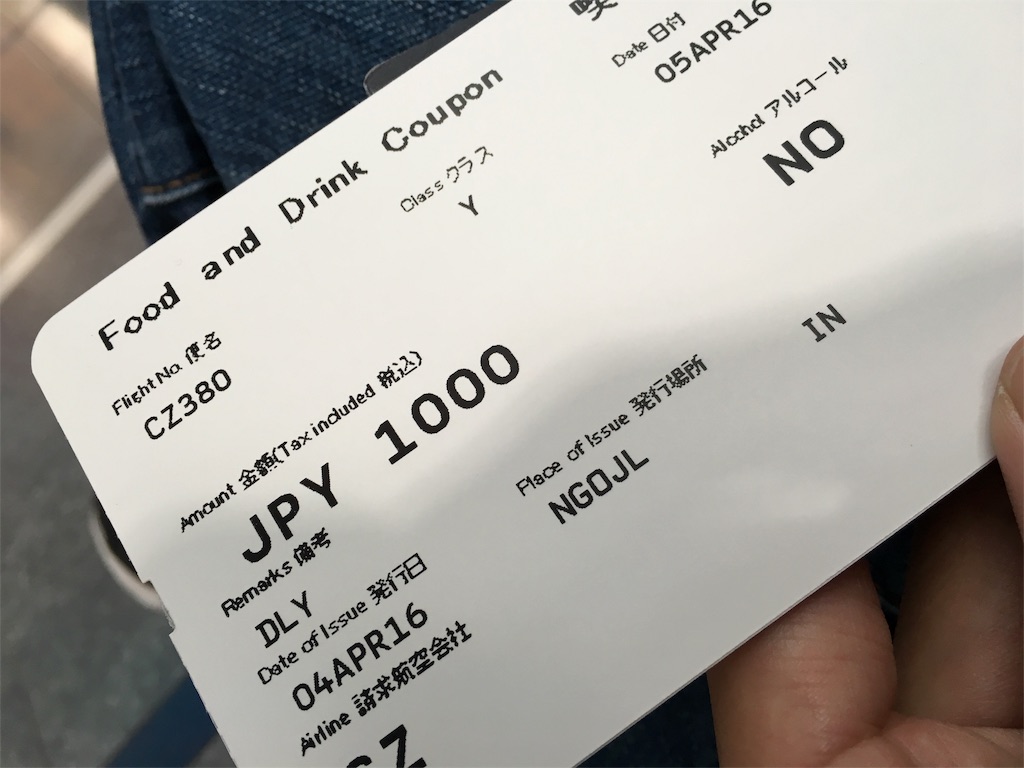 Food and Drink Coupon
喫
Flight No. 便名
CZ380
Class クラス
Y
Date 日付
05APR16
Amount 金額(Tax included 税込)
JPY 1000
Alcohol アルコール
NO
Remarks 備考
DLY
Place of Issue 発行場所
NGOJL
IN
Date of Issue 発行日
04APR16
Airline 請求航空会社
CZ